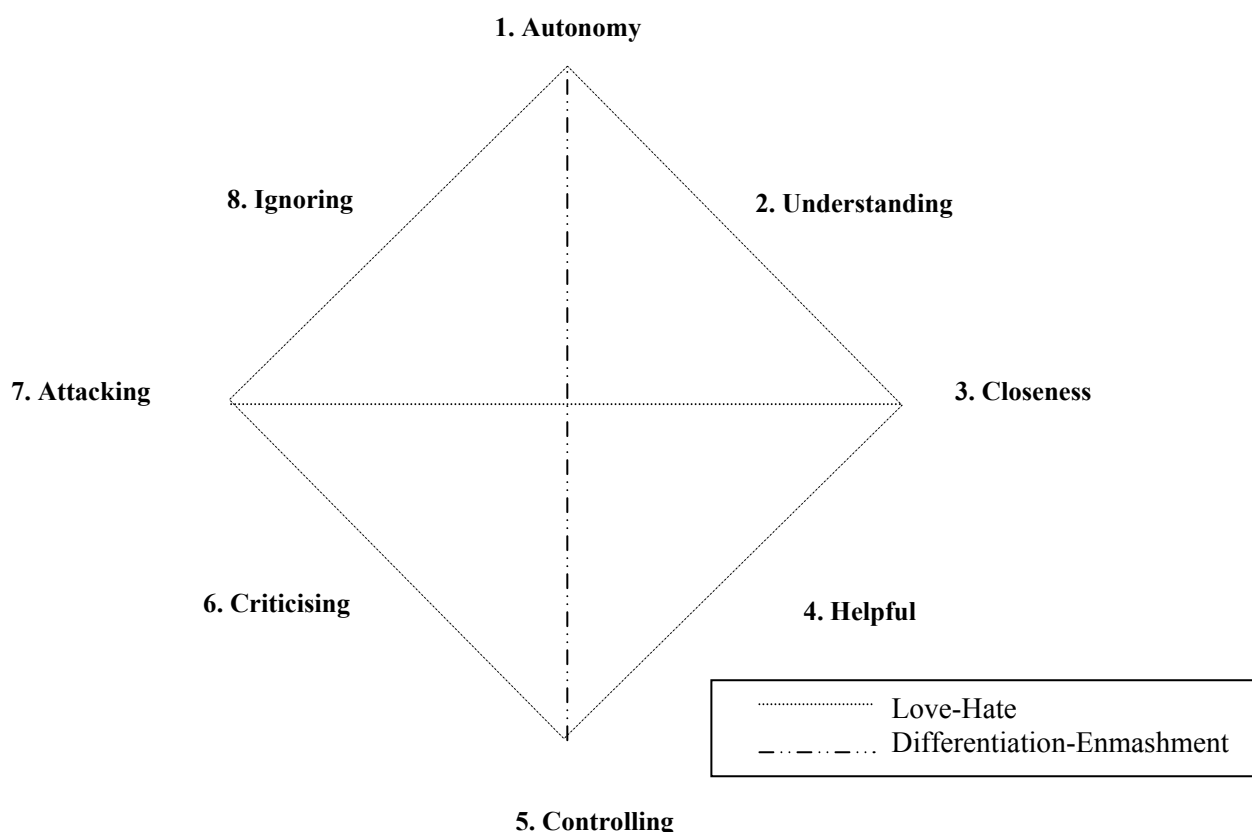 1. Autonomy
8. Ignoring
2. Understanding
7. Attacking
3. Closeness
6. Criticising
4. Helpful
Love-Hate
Differentiation-Enmashment
5. Controlling